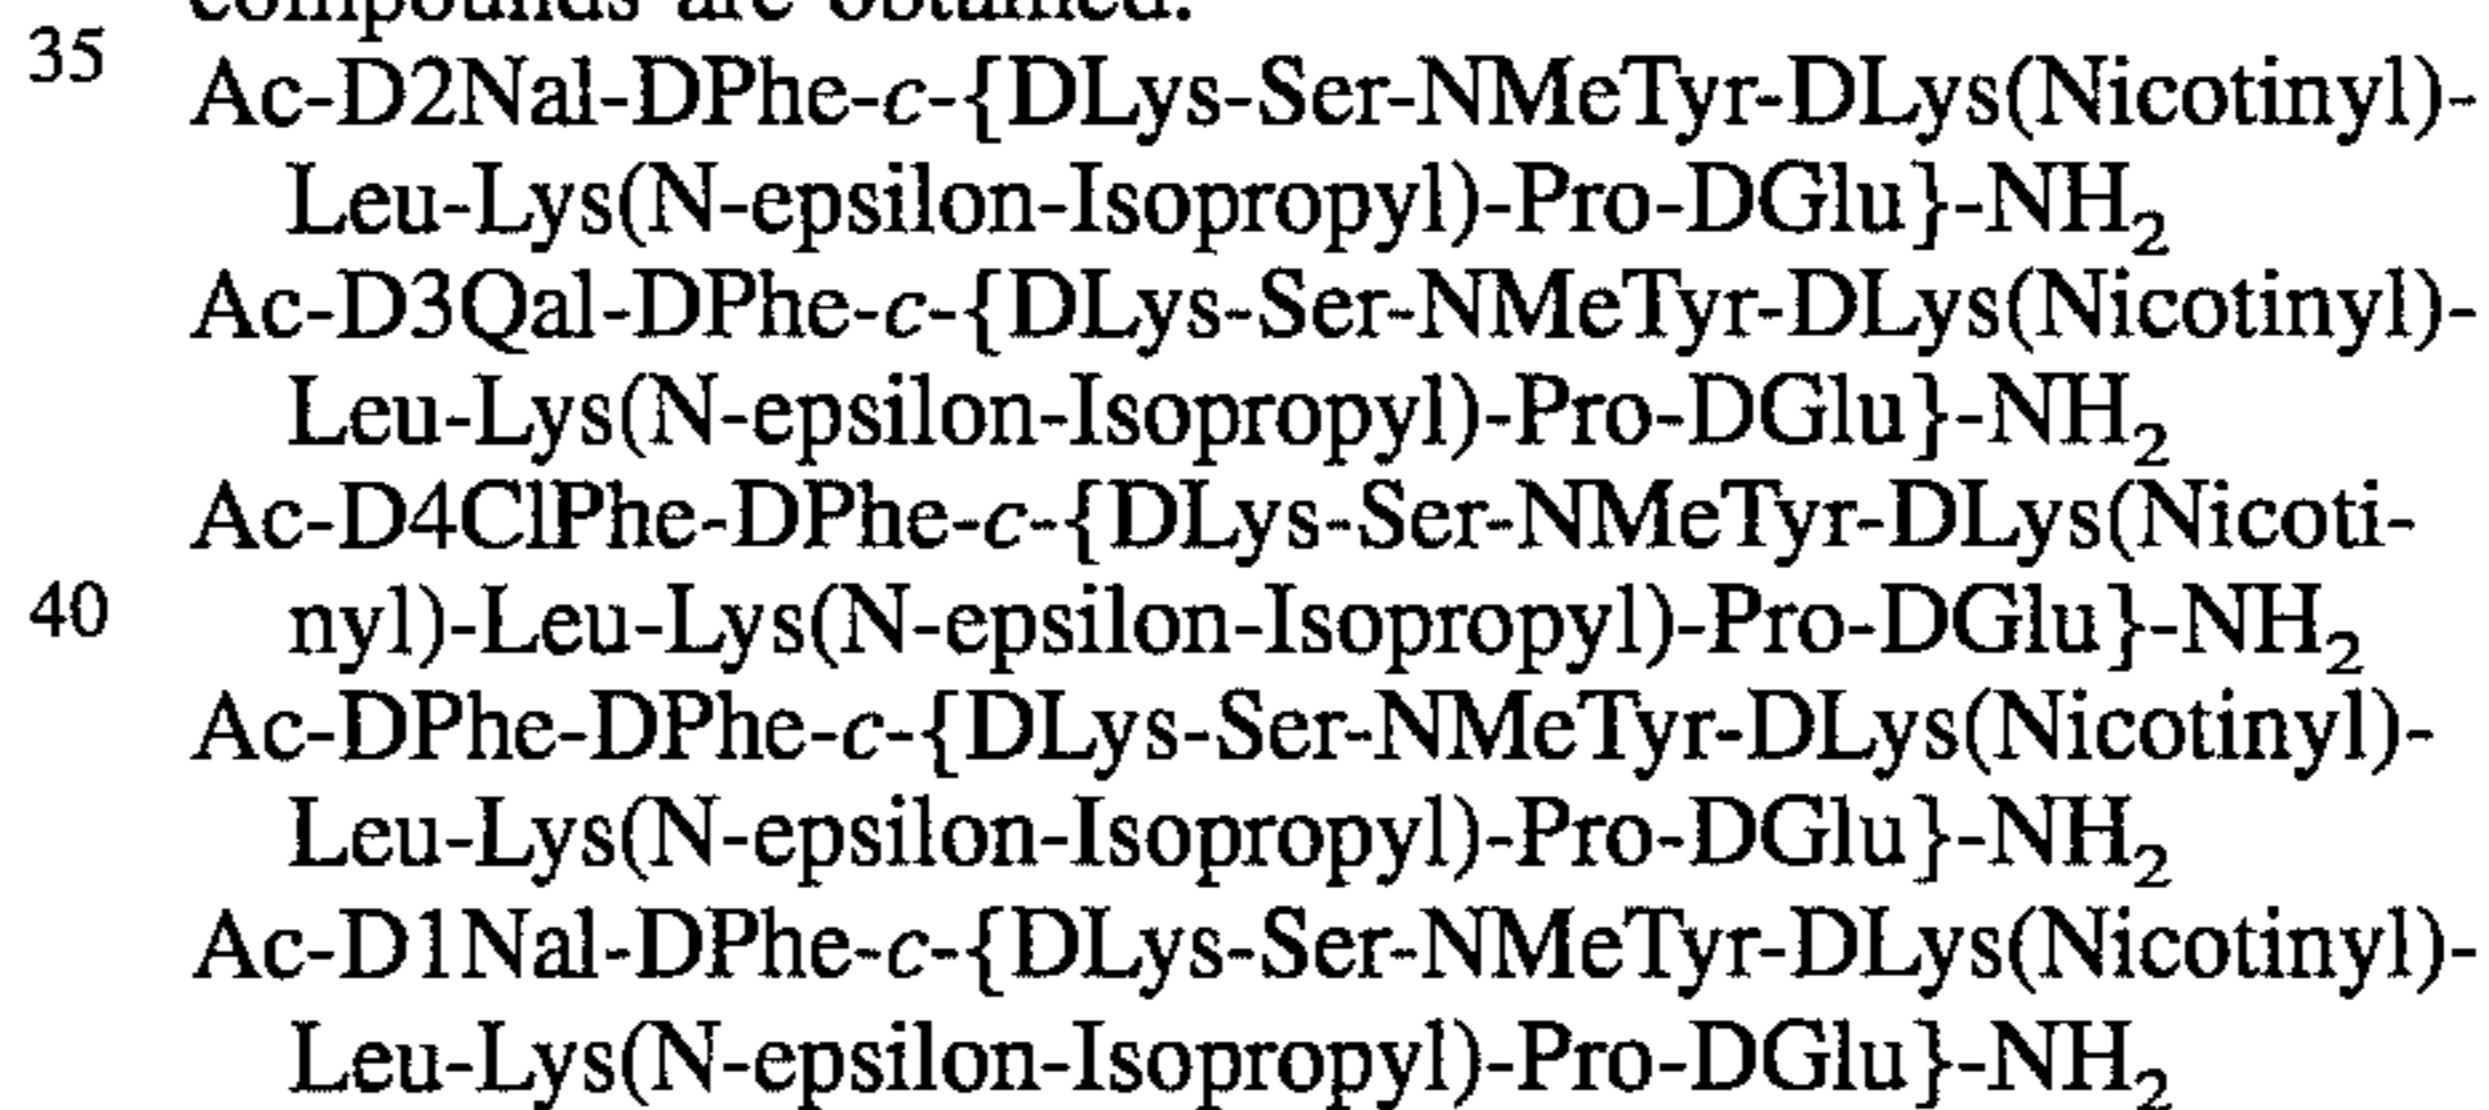 compounds are obtained:
35 Ac-D2Nal-DPhe-c-{DLys-Ser-NMeTyr-DLys(Nicotinyl)-
Leu-Lys(N-epsilon-Isopropyl)-Pro-DGlu}-NH₂
Ac-D3Qal-DPhe-c-{DLys-Ser-NMeTyr-DLys(Nicotinyl)-
Leu-Lys(N-epsilon-Isopropyl)-Pro-DGlu}-NH₂
Ac-D4ClPhe-DPhe-c-{DLys-Ser-NMeTyr-DLys(Nicoti-
40 nyl)-Leu-Lys(N-epsilon-Isopropyl)-Pro-DGlu}-NH₂
Ac-DPhe-DPhe-c-{DLys-Ser-NMeTyr-DLys(Nicotinyl)-
Leu-Lys(N-epsilon-Isopropyl)-Pro-DGlu}-NH₂
Ac-D1Nal-DPhe-c-{DLys-Ser-NMeTyr-DLys(Nicotinyl)-
Leu-Lys(N-epsilon-Isopropyl)-Pro-DGlu}-NH₂